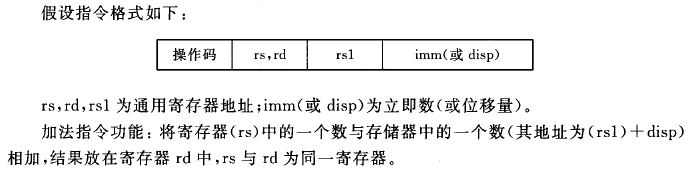 假设指令格式如下：
操作码 rs,rd rs1 imm(或 disp)
rs,rd,rs1 为通用寄存器地址;imm(或 disp)为立即数(或位移量)。
加法指令功能：将寄存器(rs)中的一个数与存储器中的一个数(其地址为(rs1)+disp)
相加,结果放在寄存器 rd 中,rs 与 rd 为同一寄存器。